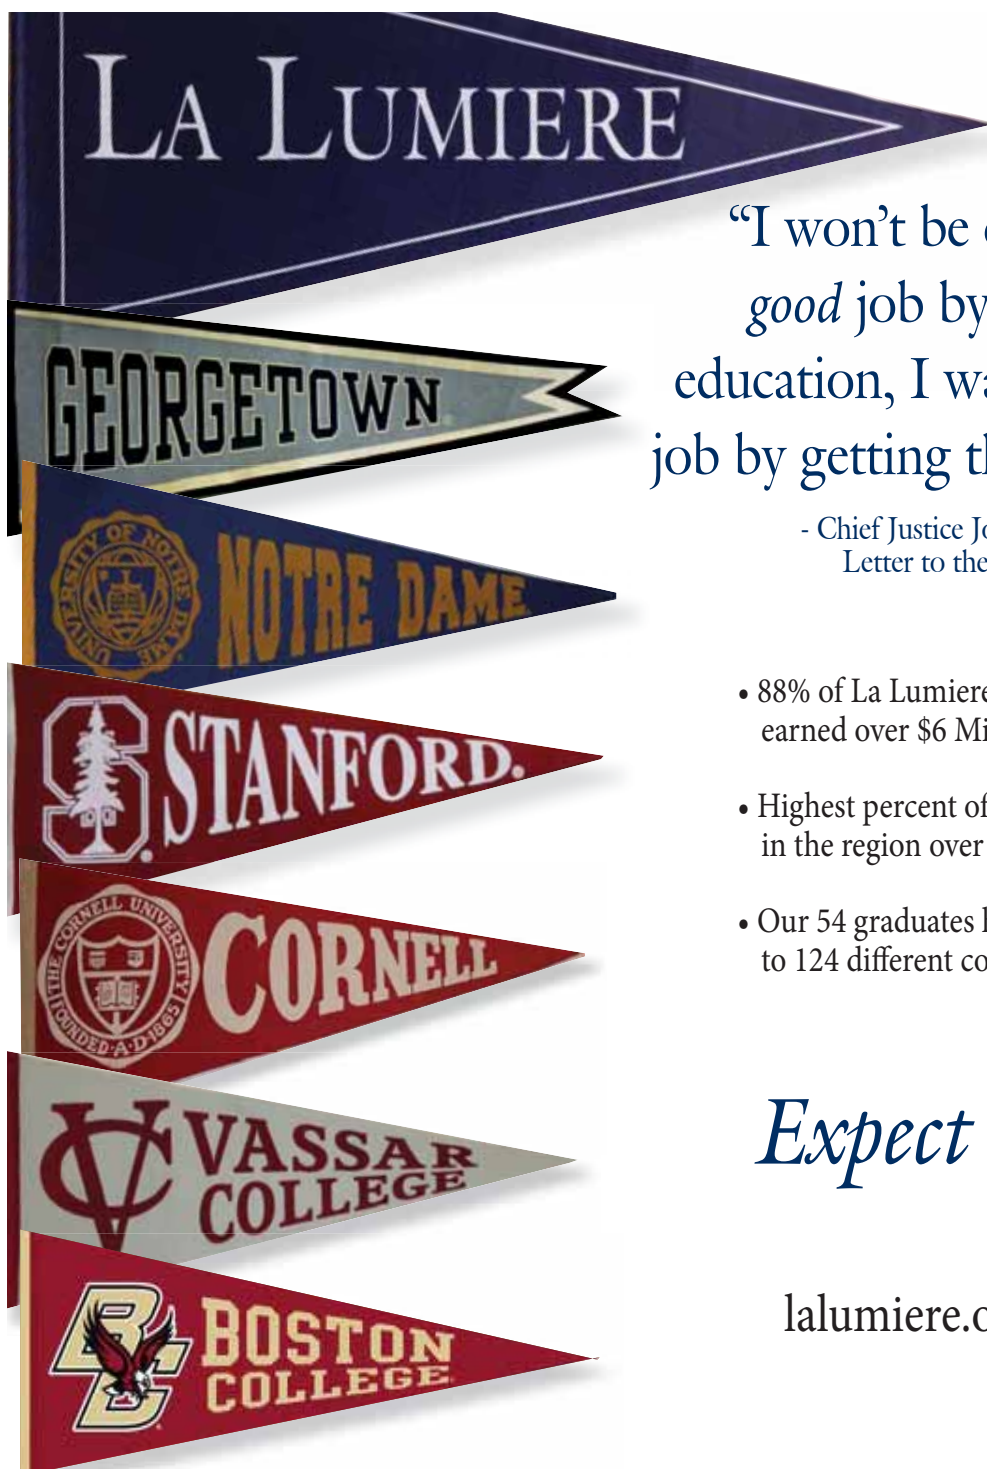 LA LUMIERE
“I won’t be
good job by
education, I wa
job by getting th
- Chief Justice Jo
Letter to the
• 88% of La Lumiere
earned over $6 Mi
• Highest percent of
in the region over
• Our 54 graduates
to 124 different co
Expect
lalumiere.o
GEORGETOWN
UNIVERSITY OF NOTRE DAME
NOTRE DAME
STANFORD
THE CORNELL UNIVERSITY
FOUNDED·A·D·1865
CORNELL
VC
VASSAR
COLLEGE
BC
BOSTON
COLLEGE